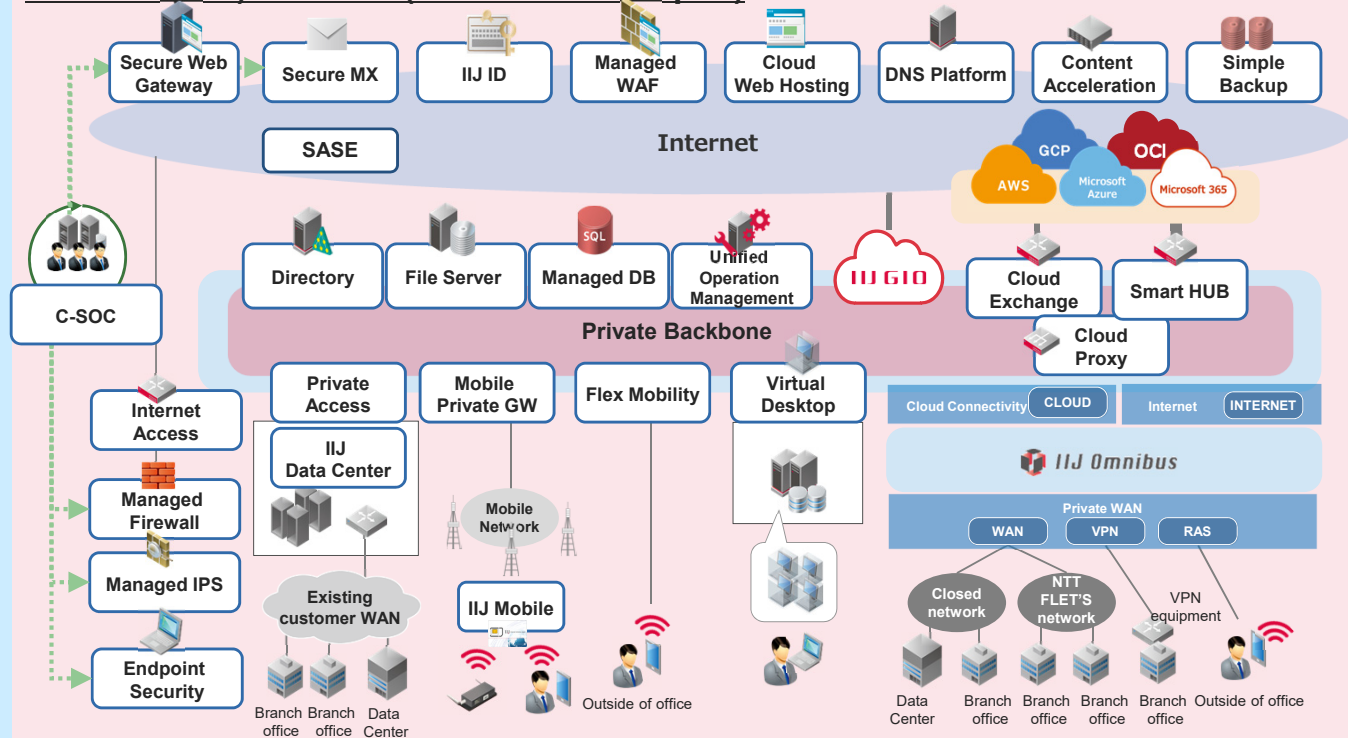 Secure Web
Gateway
Secure MX
IIJ ID
Managed
WAF
Cloud
Web Hosting
DNS Platform
Content
Acceleration
Simple
Backup
SASE
Internet
GCP
OCI
AWS
Microsoft
Azure
Microsoft 365
C-SOC
Directory
File Server
SQL
Managed DB
Unified
Operation
Management
IIJ GIO
Cloud
Exchange
Smart HUB
Private Backbone
Cloud
Proxy
Internet
Access
Private
Access
Mobile
Private GW
Flex Mobility
Virtual
Desktop
Cloud Connectivity
CLOUD
Internet
INTERNET
IIJ
Data Center
IIJ Omnibus
Managed
Firewall
Mobile
Network
Private WAN
WAN
VPN
RAS
Managed IPS
Existing
customer WAN
IIJ Mobile
Closed
network
NTT
FLET'S
network
VPN
equipment
Endpoint
Security
Branch
office
Branch
office
Data
Center
Outside of office
Data
Center
Branch
office
Branch
office
Branch
office
Branch
office
Outside of office